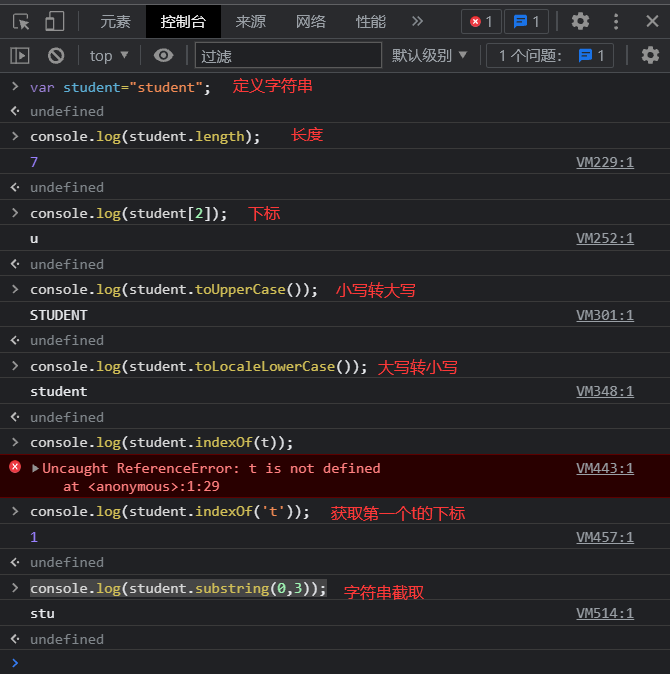 元素 控制台 来源 网络 性能 » 1 1
top ▼ 过滤 默认级别 ▼ 1 个问题： 1
> var student="student"; 定义字符串
undefined
> console.log(student.length); 长度
7 VM229:1
undefined
> console.log(student[2]); 下标
u VM252:1
undefined
> console.log(student.toUpperCase()); 小写转大写
STUDENT VM301:1
undefined
> console.log(student.toLocaleLowerCase()); 大写转小写
student VM348:1
undefined
> console.log(student.indexOf(t));
Uncaught ReferenceError: t is not defined VM443:1
at <anonymous>:1:29
> console.log(student.indexOf('t')); 获取第一个t的下标
1 VM457:1
undefined
> console.log(student.substring(0,3)); 字符串截取
stu VM514:1
undefined
>